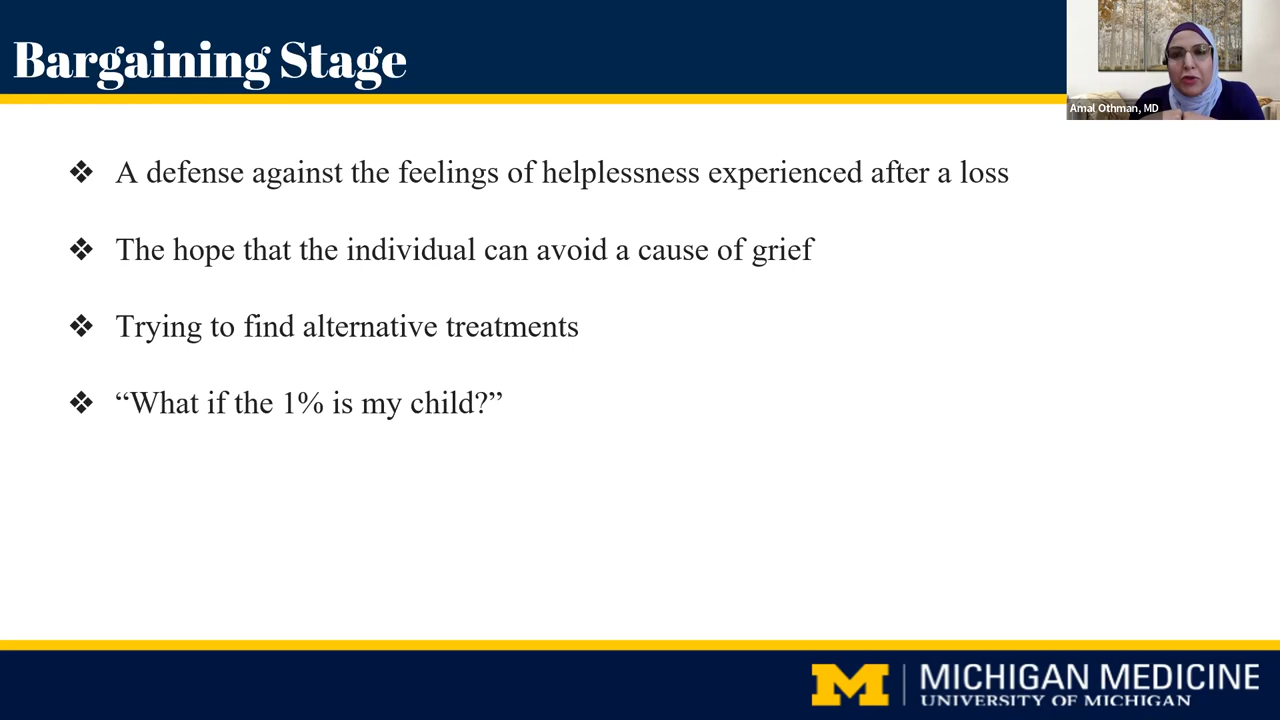 Bargaining Stage
Amal Othman, MD
❖ A defense against the feelings of helplessness experienced after a loss
❖ The hope that the individual can avoid a cause of grief
❖ Trying to find alternative treatments
❖ “What if the 1% is my child?”
M | MICHIGAN MEDICINE
UNIVERSITY OF MICHIGAN